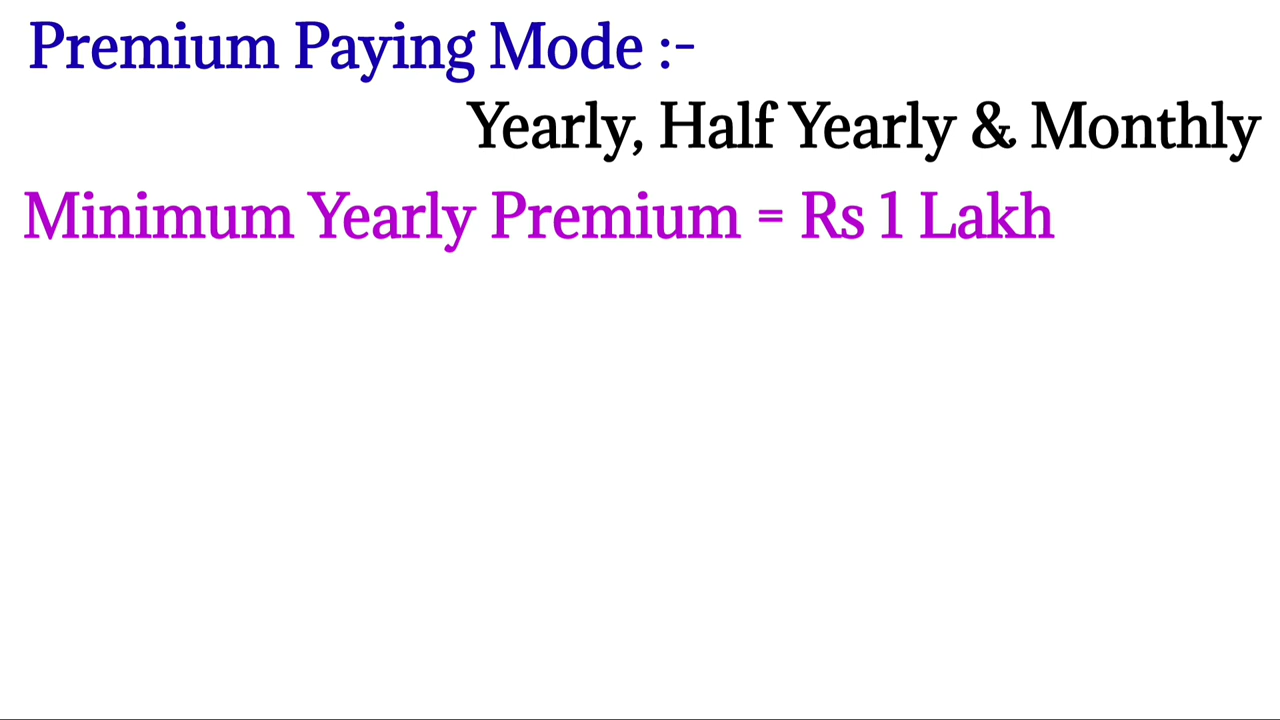 Premium Paying Mode :-
Yearly, Half Yearly & Monthly
Minimum Yearly Premium = Rs 1 Lakh